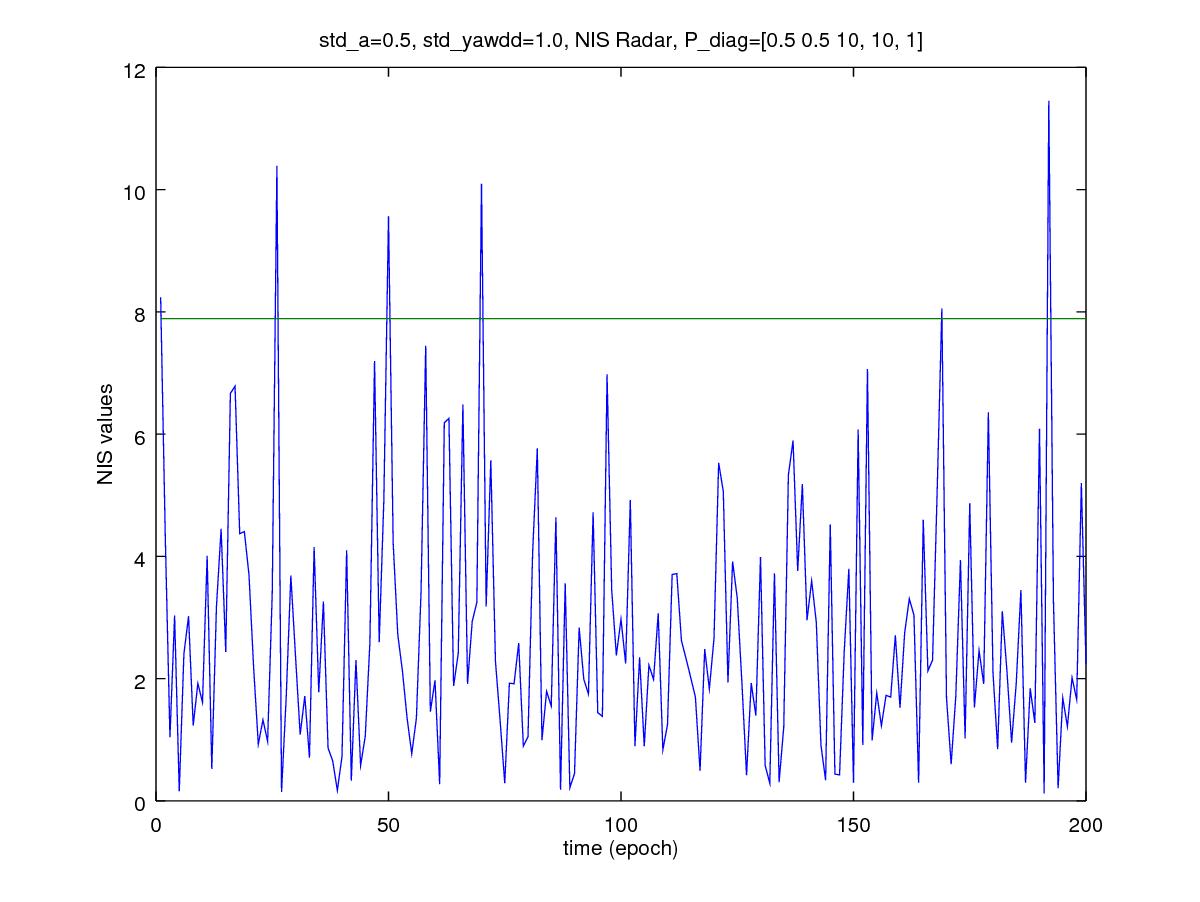 std_a=0.5, std_yawdd=1.0, NIS Radar, P_diag=[0.5 0.5 10, 10, 1]
12
10
8
6
4
2
0
NIS values
0 50 100 150 200
time (epoch)